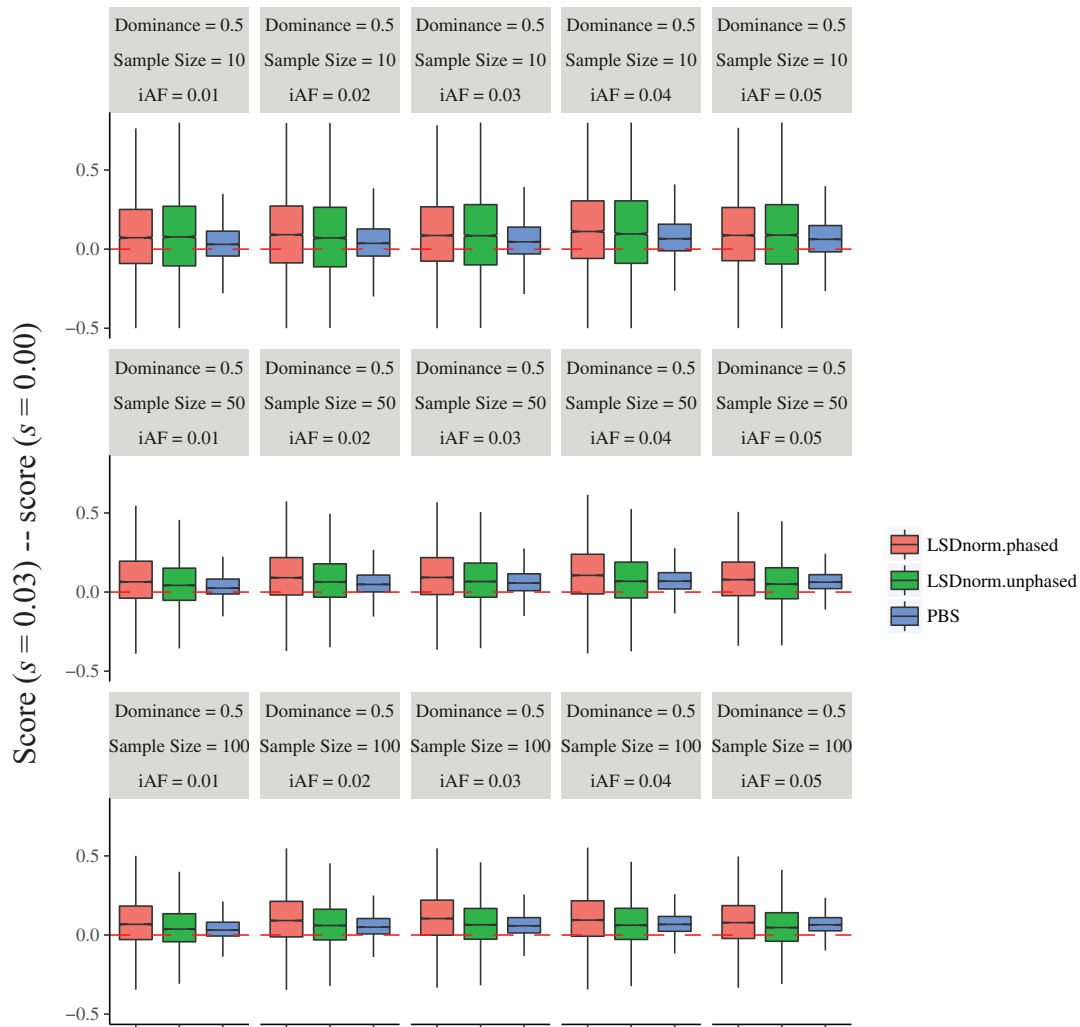 Dominance = 0.5 Dominance = 0.5 Dominance = 0.5 Dominance = 0.5 Dominance = 0.5
Sample Size = 10 Sample Size = 10 Sample Size = 10 Sample Size = 10 Sample Size = 10
iAF = 0.01 iAF = 0.02 iAF = 0.03 iAF = 0.04 iAF = 0.05
0.5
0.0
−0.5
Dominance = 0.5 Dominance = 0.5 Dominance = 0.5 Dominance = 0.5 Dominance = 0.5
Sample Size = 50 Sample Size = 50 Sample Size = 50 Sample Size = 50 Sample Size = 50
iAF = 0.01 iAF = 0.02 iAF = 0.03 iAF = 0.04 iAF = 0.05
0.5
0.0
−0.5
Dominance = 0.5 Dominance = 0.5 Dominance = 0.5 Dominance = 0.5 Dominance = 0.5
Sample Size = 100 Sample Size = 100 Sample Size = 100 Sample Size = 100 Sample Size = 100
iAF = 0.01 iAF = 0.02 iAF = 0.03 iAF = 0.04 iAF = 0.05
0.5
0.0
−0.5
Score (s = 0.03) -- score (s = 0.00)
LSDnorm.phased
LSDnorm.unphased
PBS